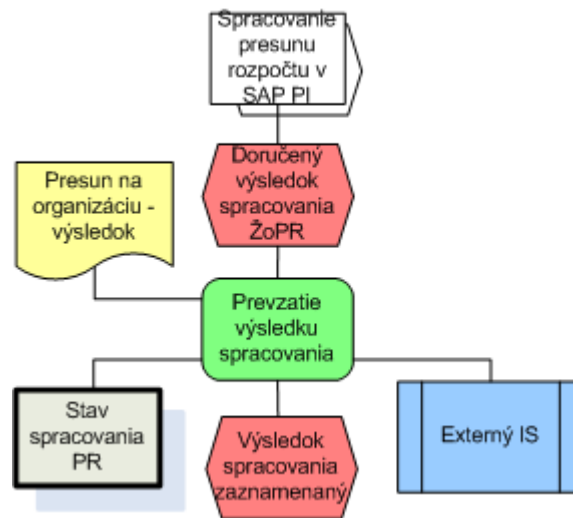 Spracovanie
presunu
rozpočtu v
SAP PI
Doručený
výsledok
spracovania
ŽoPR
Presun na
organizáciu -
výsledok
Prevzatie
výsledku
spracovania
Stav
spracovania
PR
Výsledok
spracovania
zaznamenaný
Externý IS